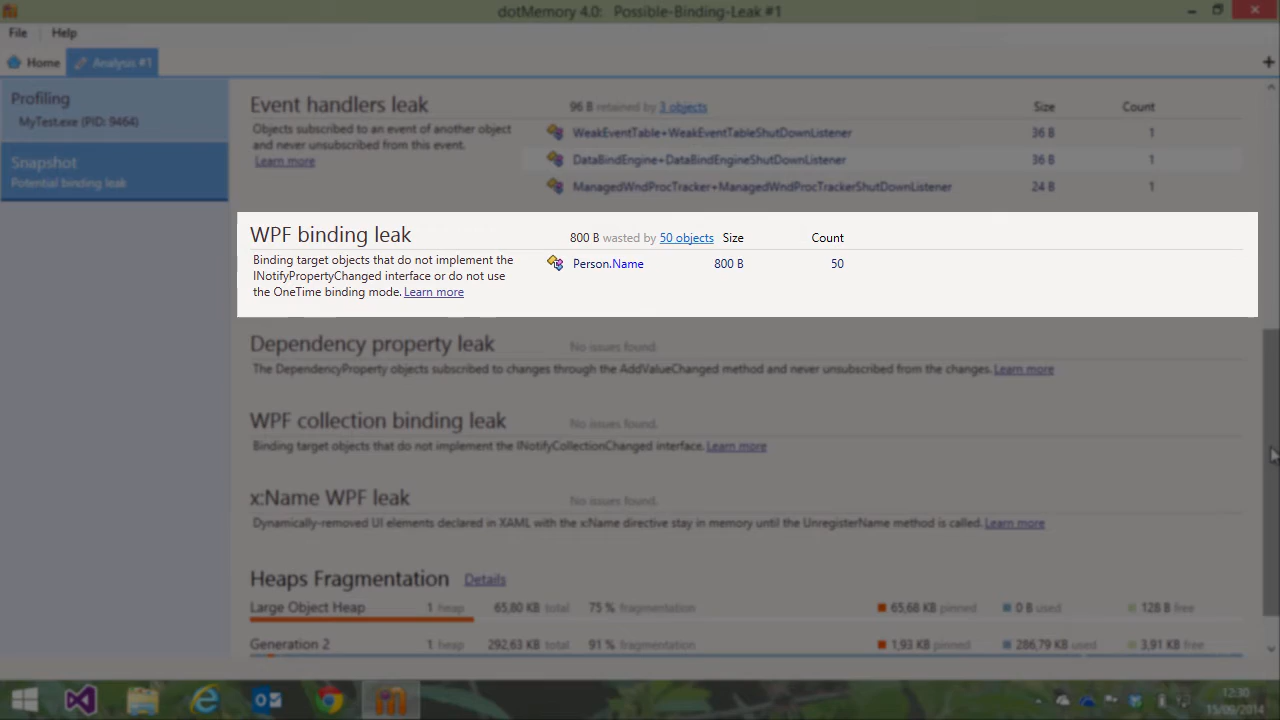 dotMemory 4.0: Possible-Binding-Leak #1
File Help
Home Analysis #1
Profiling
MyTest.exe (PID: 9464)
Snapshot
Potential binding leak
Event handlers leak 96 B retained by 3 objects Size Count
Objects subscribed to an event of another object
and never unsubscribed from this event.
Learn more
WeakEventTable+WeakEventTableShutDownListener 36 B 1
DataBindEngine+DataBindEngineShutDownListener 36 B 1
ManagedWndProcTracker+ManagedWndProcTrackerShutDownListener 24 B 1
WPF binding leak 800 B wasted by 50 objects Size Count
Binding target objects that do not implement the
INotifyPropertyChanged interface or do not use
the OneTime binding mode. Learn more
Person.Name 800 B 50
Dependency property leak No issues found.
The DependencyProperty objects subscribed to changes through the AddValueChanged method and never unsubscribed from the changes. Learn more
WPF collection binding leak No issues found.
Binding target objects that do not implement the INotifyCollectionChanged interface. Learn more
x:Name WPF leak No issues found.
Dynamically-removed UI elements declared in XAML with the x:Name directive stay in memory until the UnregisterName method is called. Learn more
Heaps Fragmentation Details
Large Object Heap 1 heap 65,80 KB total 75 % fragmentation 65,68 KB pinned 0 B used 128 B free
Generation 2 1 heap 292,63 KB total 91 % fragmentation 1,93 KB pinned 286,79 KB used 3,91 KB free
12:30
15/09/2014